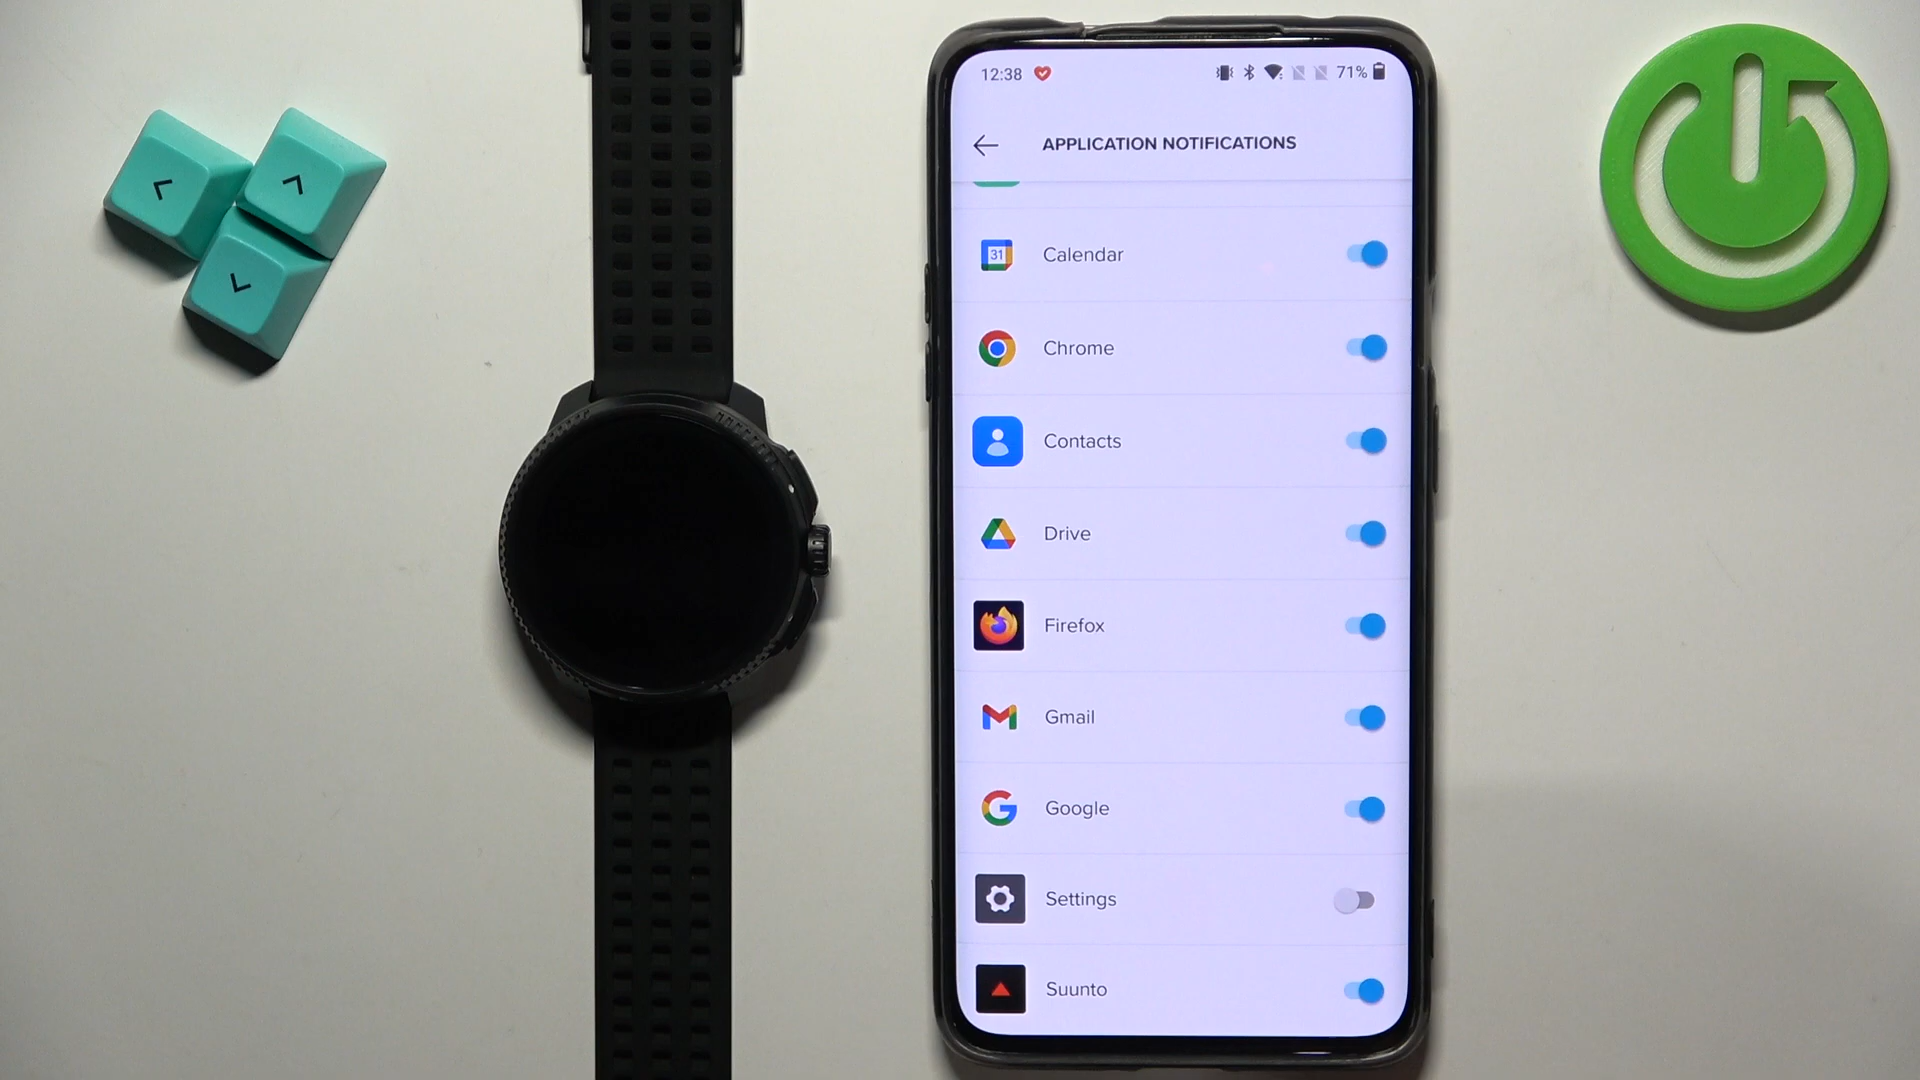 12:38
71%
APPLICATION NOTIFICATIONS
31
Calendar
Chrome
Contacts
Drive
Firefox
Gmail
Google
Settings
Suunto